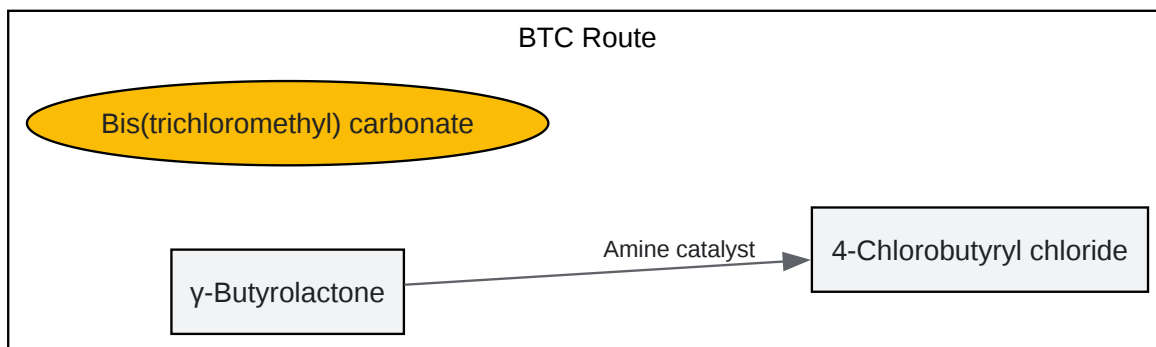 BTC Route
Bis(trichloromethyl) carbonate
Amine catalyst
4-Chlorobutyryl chloride
γ-Butyrolactone